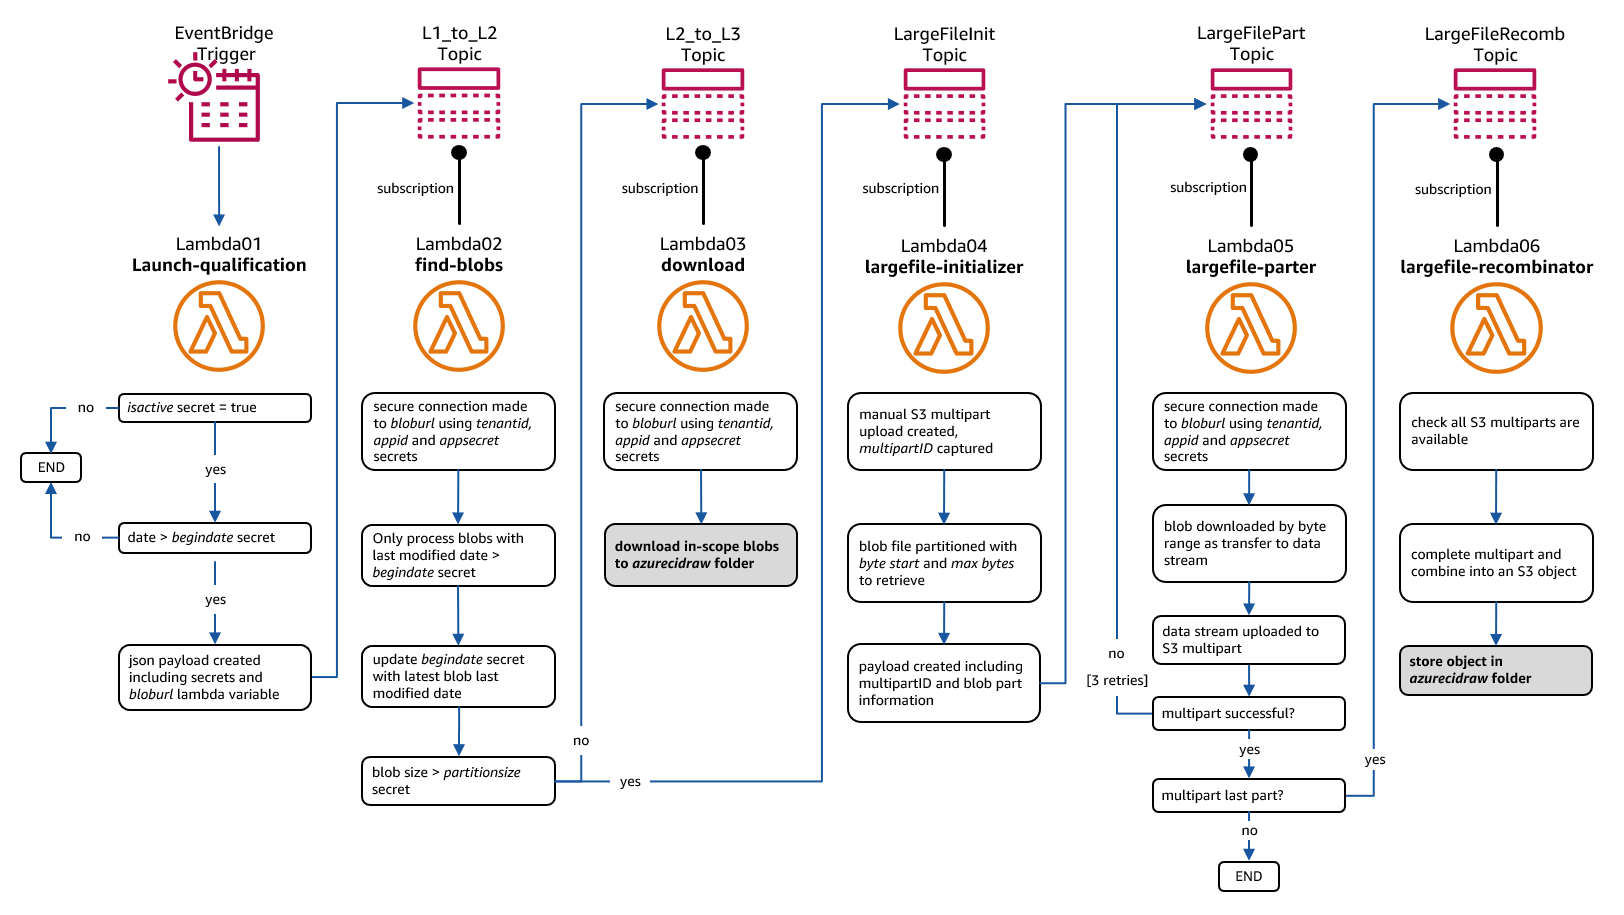 EventBridge
Trigger
L1_to_L2
Topic
L2_to_L3
Topic
LargeFileInit
Topic
LargeFilePart
Topic
LargeFileRecomb
Topic
subscription
subscription
subscription
subscription
subscription
Lambda01
Launch-qualification
Lambda02
find-blobs
Lambda03
download
Lambda04
largefile-initializer
Lambda05
largefile-parter
Lambda06
largefile-recombinator
no
isactive secret = true
END
yes
no
date > begindate secret
yes
json payload created
including secrets and
bloburl lambda variable
secure connection made
to bloburl using tenantid,
appid and appsecret
secrets
Only process blobs with
last modified date >
begindate secret
update begindate secret
with latest blob last
modified date
blob size > partitionsize
secret
no
yes
secure connection made
to bloburl using tenantid,
appid and appsecret
secrets
download in-scope blobs
to azurecidraw folder
manual S3 multipart
upload created,
multipartID captured
blob file partitioned with
byte start and max bytes
to retrieve
payload created including
multipartID and blob part
information
secure connection made
to bloburl using tenantid,
appid and appsecret
secrets
blob downloaded by byte
range as transfer to data
stream
data stream uploaded to
S3 multipart
no
[3 retries]
multipart successful?
yes
multipart last part?
yes
no
END
check all S3 multiparts are
available
complete multipart and
combine into an S3 object
store object in
azurecidraw folder